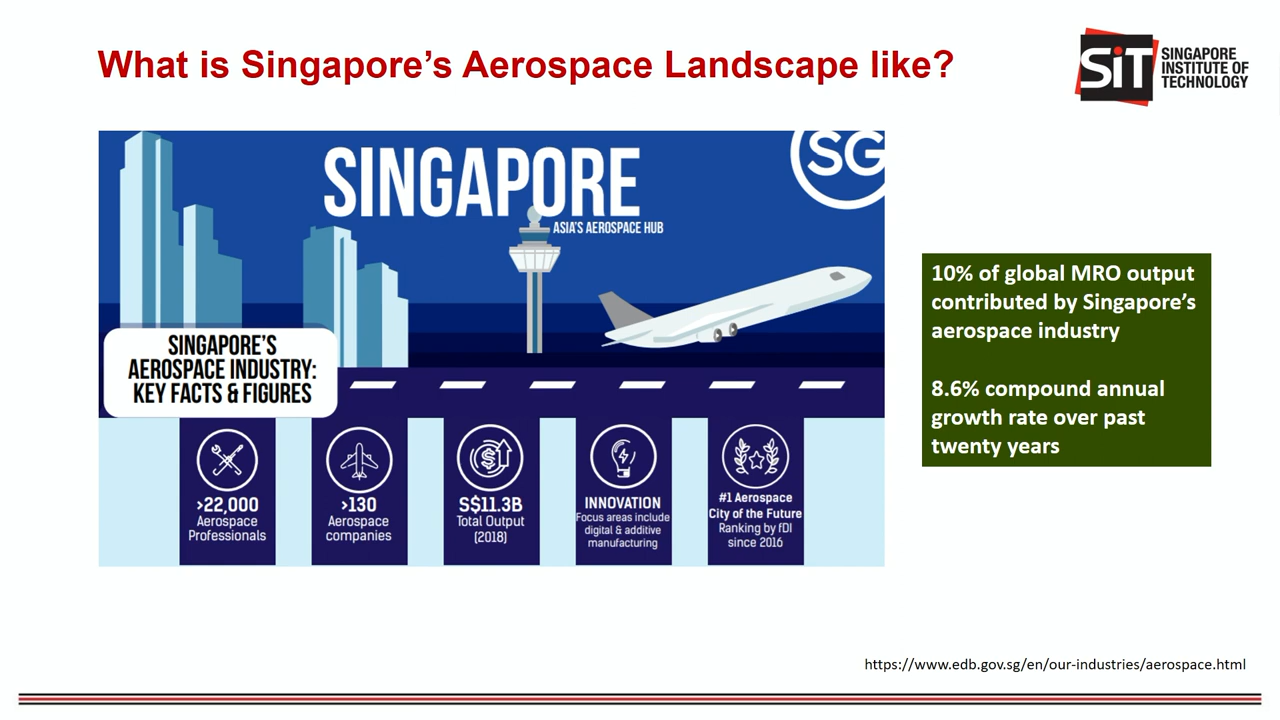 What is Singapore's Aerospace Landscape like?
SiT
SINGAPORE
INSTITUTE OF
TECHNOLOGY
SINGAPORE
ASIA'S AEROSPACE HUB
SG
SINGAPORE'S
AEROSPACE INDUSTRY:
KEY FACTS & FIGURES
>22,000
Aerospace
Professionals
>130
Aerospace
companies
S$11.3B
Total Output
(2018)
INNOVATION
Focus areas include
digital & additive
manufacturing
#1 Aerospace
City of the Future
Ranking by fDI
since 2016
10% of global MRO output
contributed by Singapore's
aerospace industry
8.6% compound annual
growth rate over past
twenty years
https://www.edb.gov.sg/en/our-industries/aerospace.html